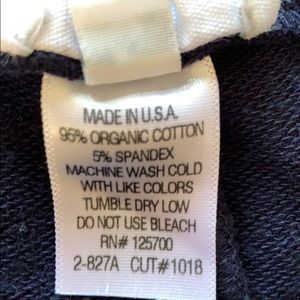 MADE IN U.S.A.
95% ORGANIC COTTON
5% SPANDEX
MACHINE WASH COLD
WITH LIKE COLORS
TUMBLE DRY LOW
DO NOT USE BLEACH
RN# 125700
2-827A CUT#1018